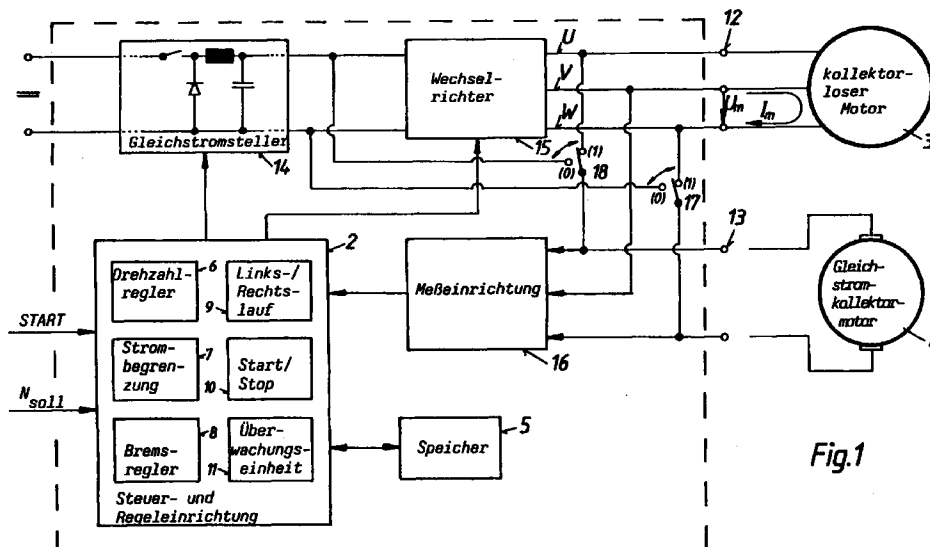 U
12
V
W
Wechsel-
richter
kollektor-
loser
Motor
Um
Im
3
Gleichstromsteller
14
15
(1)
(0)
18
(1)
(0)
17
2
13
Drehzahl-
regler
6
Links-/
Rechts-
lauf
9
Meßeinrichtung
Gleich-
strom-
kollektor-
motor
START
Strom-
begren-
zung
7
Start/
Stop
10
16
Nsoll
Brems-
regler
8
Über-
wachungs-
einheit
11
Speicher
5
Fig.1
Steuer- und
Regeleinrichtung